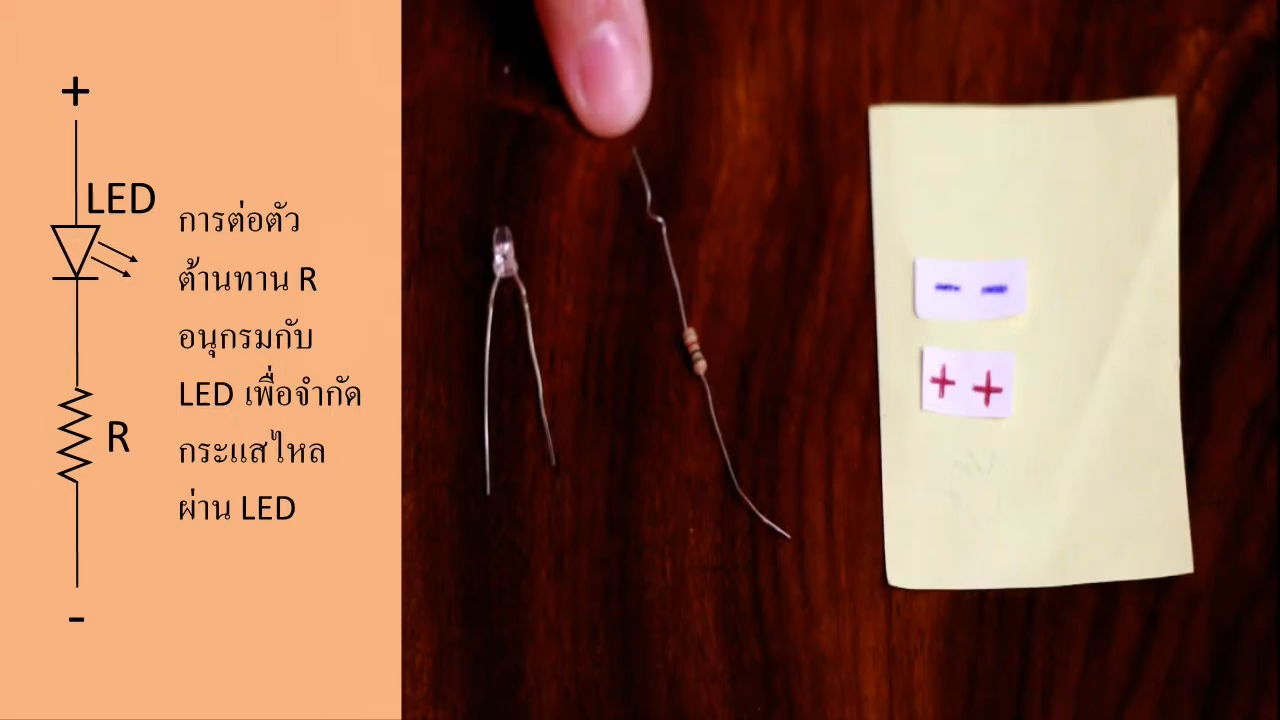 +
LED
การต่อตัว
ต้านทาน R
อนุกรมกับ
LED เพื่อจำกัด
กระแสไหล
ผ่าน LED
R
-
- -
+ +